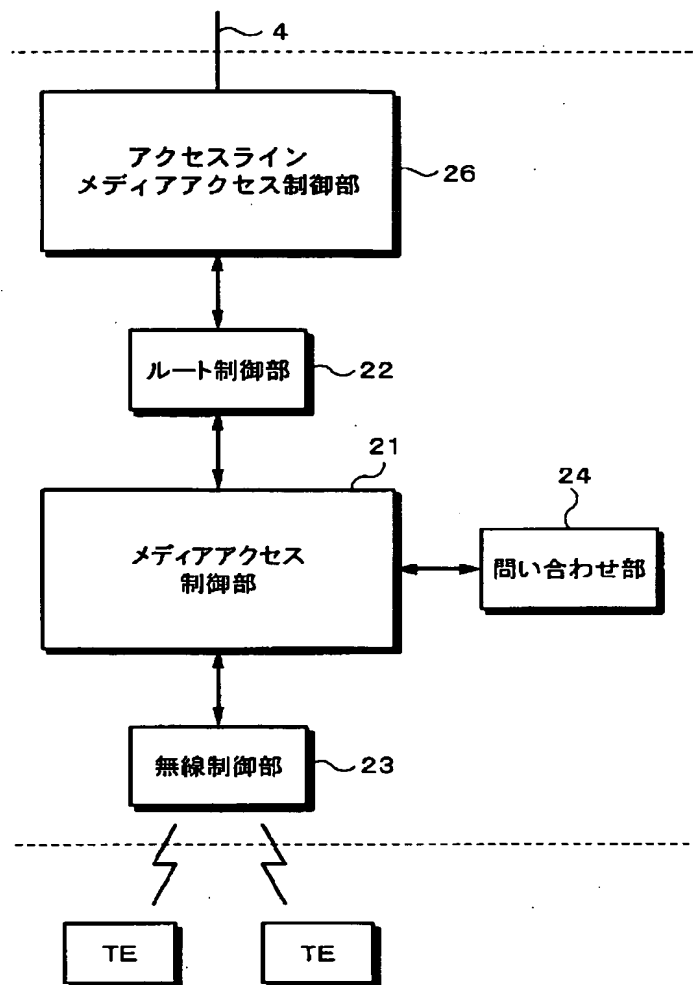 4
アクセスライン
メディアアクセス制御部
26
ルート制御部
22
21
メディアアクセス
制御部
24
問い合わせ部
無線制御部
23
TE
TE